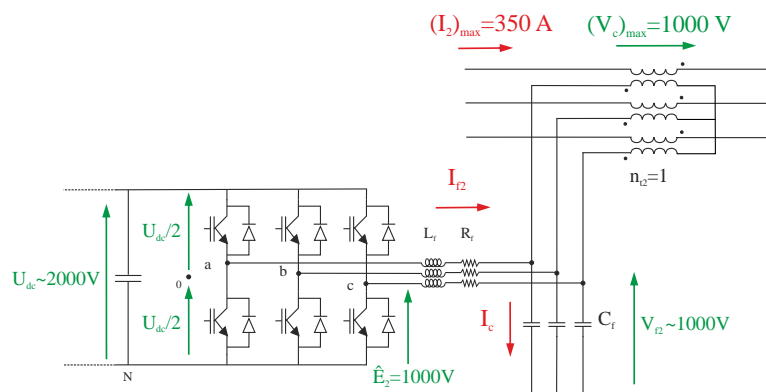 (I₂)max=350 A
(Vc)max=1000 V
nt2=1
If2
Lf
Rf
Udc/2
a
Udc~2000V
b
0
c
Udc/2
Ic
Cf
Vf2~1000V
Ê₂=1000V
N